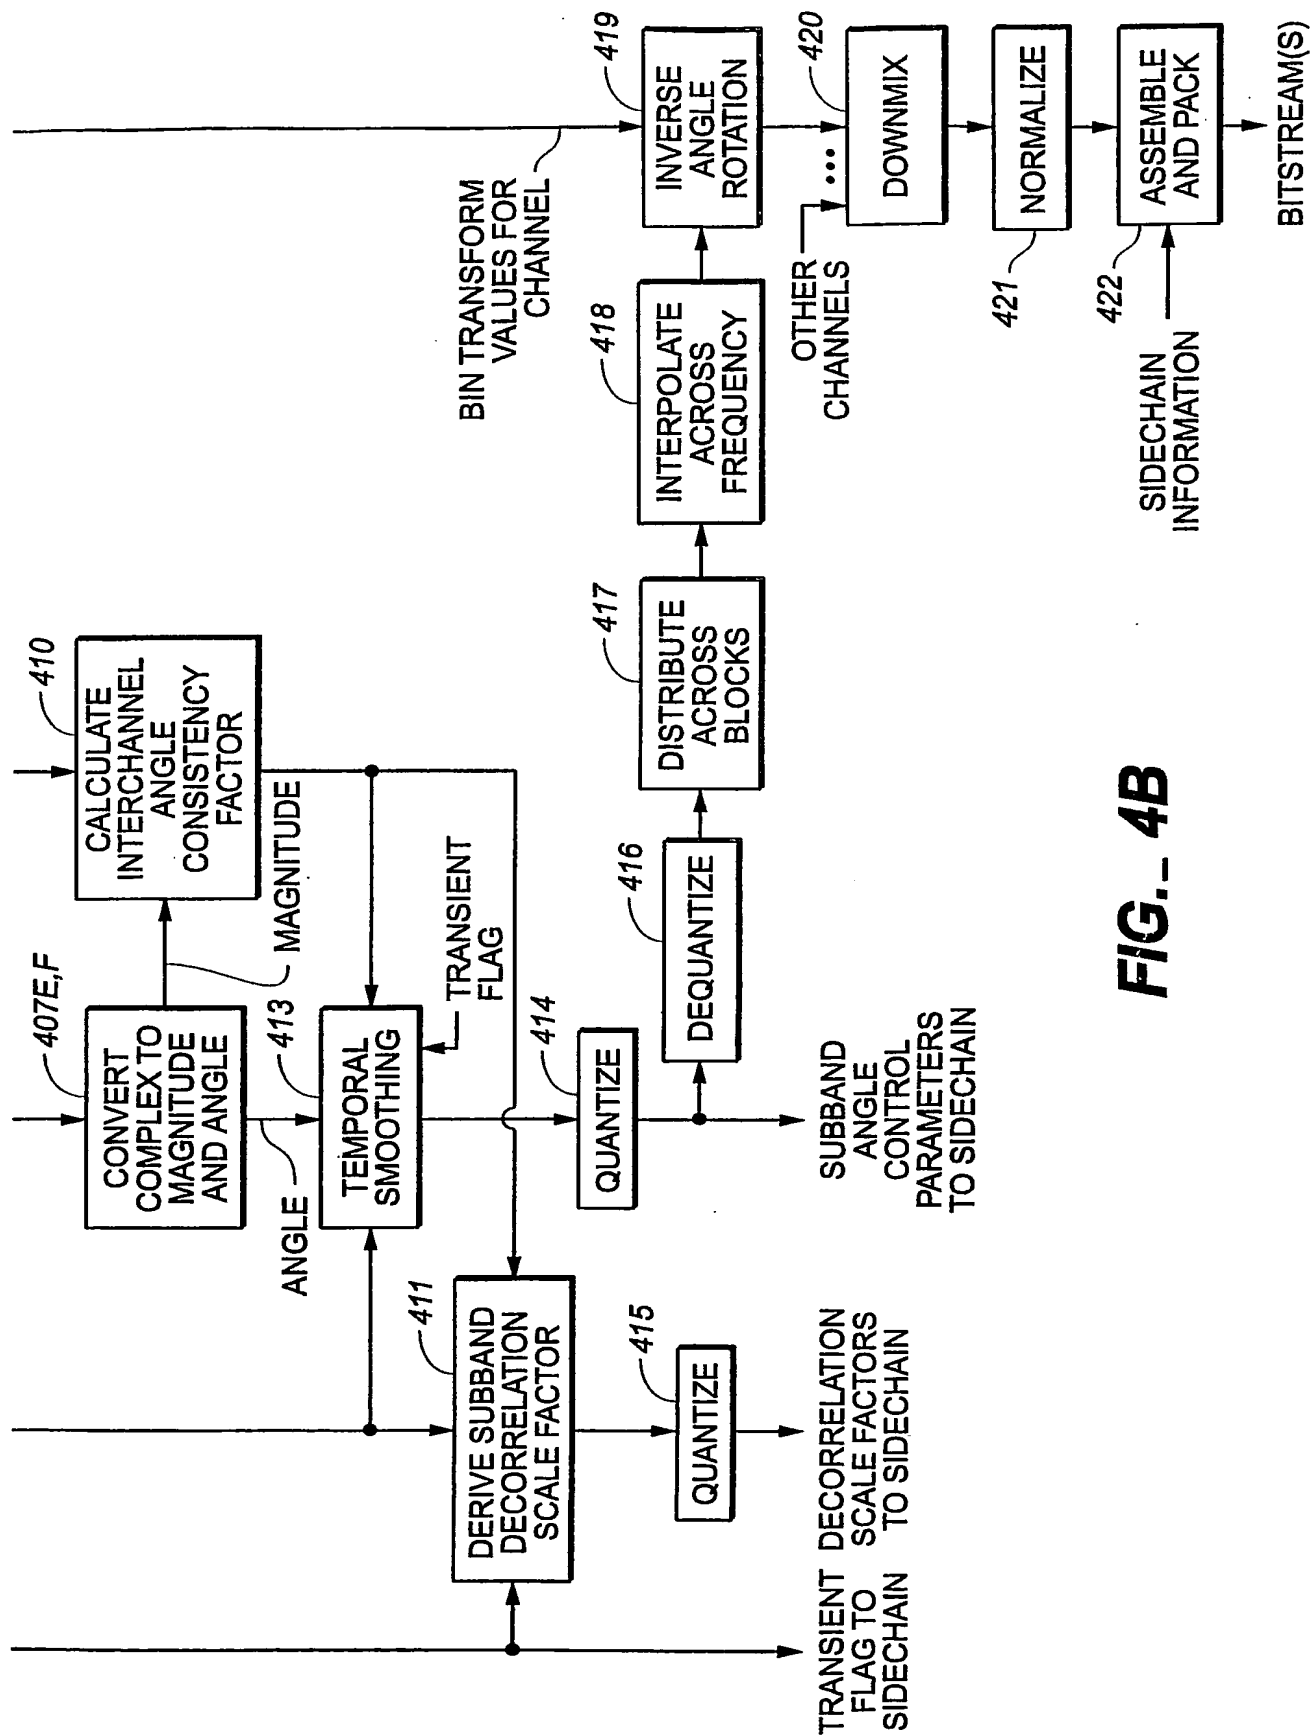 407E,F
CONVERT
COMPLEX TO
MAGNITUDE
AND ANGLE
410
CALCULATE
INTERCHANNEL
ANGLE
CONSISTENCY
FACTOR
MAGNITUDE
ANGLE
413
TEMPORAL
SMOOTHING
TRANSIENT
FLAG
411
DERIVE SUBBAND
DECORRELATION
SCALE FACTOR
414
QUANTIZE
415
QUANTIZE
416
DEQUANTIZE
417
DISTRIBUTE
ACROSS
BLOCKS
418
INTERPOLATE
ACROSS
FREQUENCY
BIN TRANSFORM
VALUES FOR
CHANNEL
419
INVERSE
ANGLE
ROTATION
OTHER
CHANNELS
...
420
DOWNMIX
421
NORMALIZE
422
ASSEMBLE
AND PACK
SIDECHAIN
INFORMATION
BITSTREAM(S)
TRANSIENT
FLAG TO
SIDECHAIN
DECORRELATION
SCALE FACTORS
TO SIDECHAIN
SUBBAND
ANGLE
CONTROL
PARAMETERS
TO SIDECHAIN
FIG._ 4B